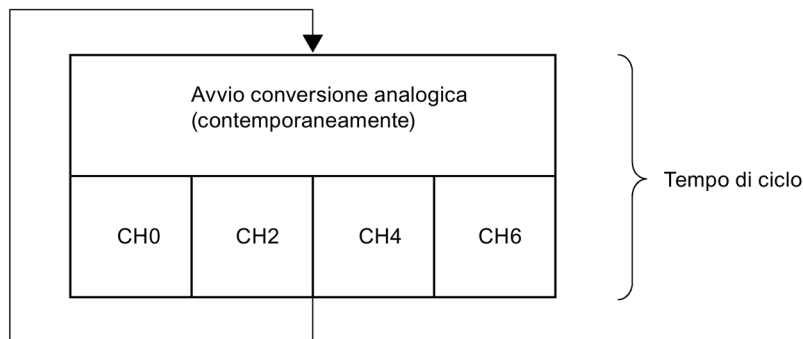 Avvio conversione analogica
(contemporaneamente)
Tempo di ciclo
CH0
CH2
CH4
CH6